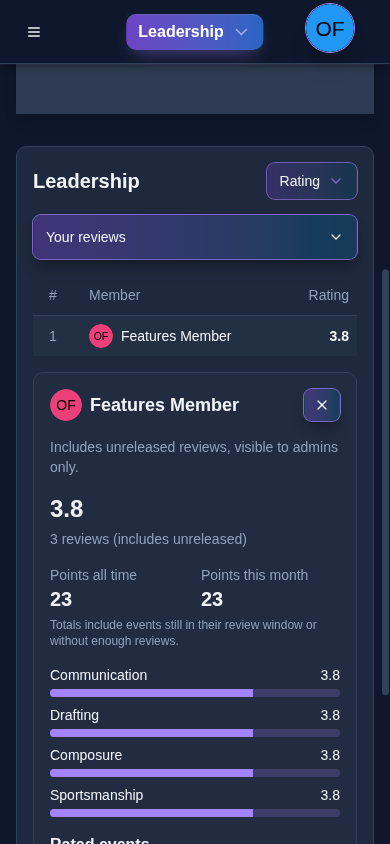 Leadership
OF
Leadership
Rating
Your reviews
# Member Rating
1 OF Features Member 3.8
OF Features Member
Includes unreleased reviews, visible to admins
only.
3.8
3 reviews (includes unreleased)
Points all time Points this month
23 23
Totals include events still in their review window or
without enough reviews.
Communication 3.8
Drafting 3.8
Composure 3.8
Sportsmanship 3.8
Rated events